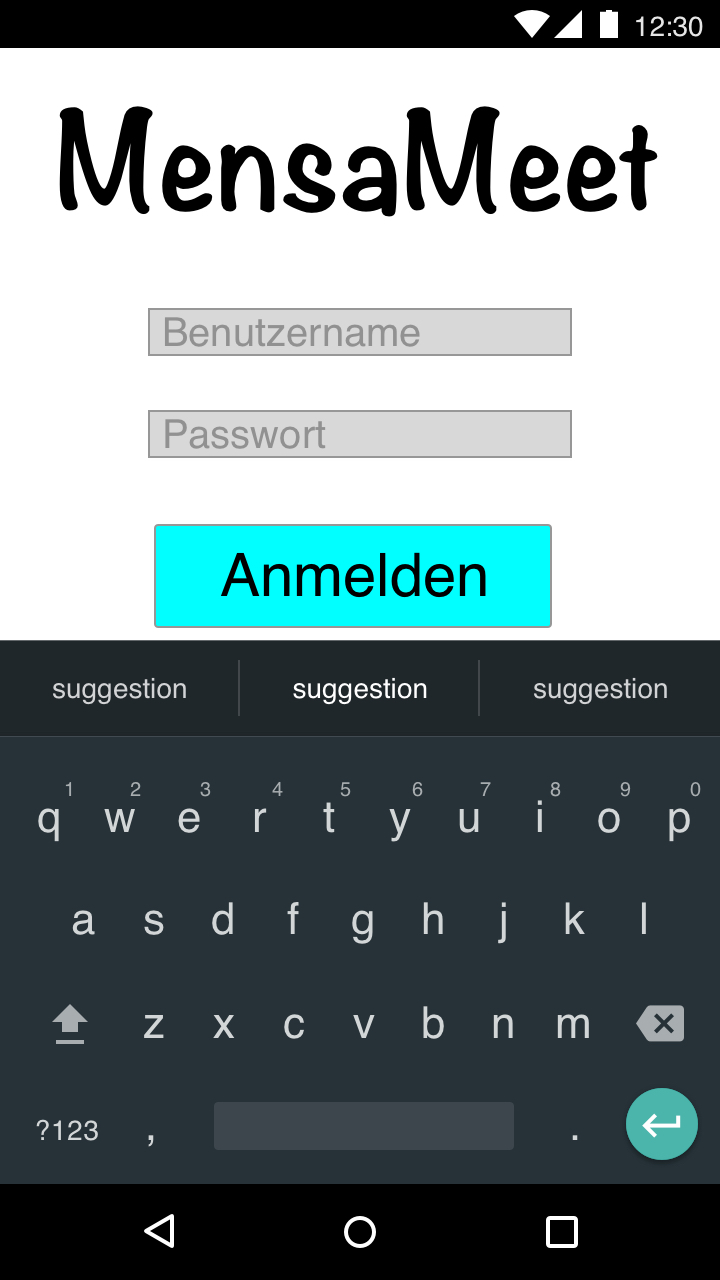 12:30
MensaMeet
Benutzername
Passwort
Anmelden
suggestion suggestion suggestion
1 2 3 4 5 6 7 8 9 0
q w e r t y u i o p
a s d f g h j k l
z x c v b n m
?123 , .